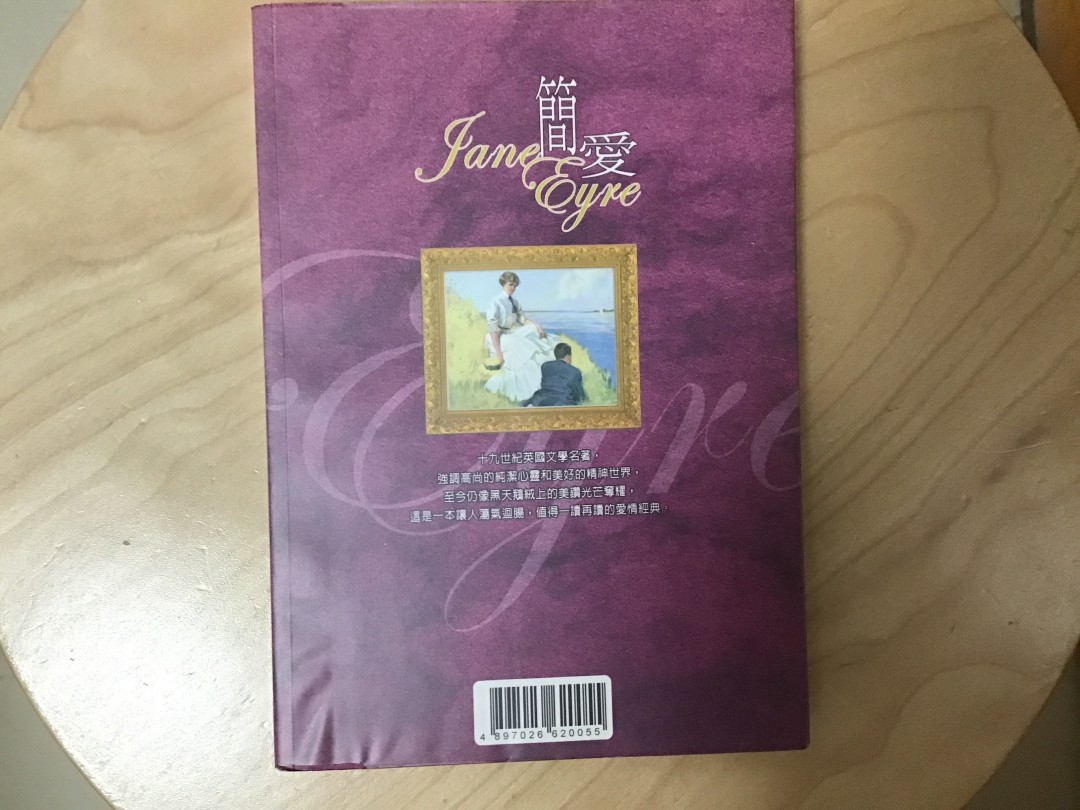 簡愛
Jane Eyre
Eyre
十九世紀英國文學名著，
強調高尚的純潔心靈和美好的精神世界，
至今仍像黑天鵝絨上的美鑽光芒奪耀，
這是一本讓人蕩氣迴腸，值得一讀再讀的愛情經典。
4 897026 620055